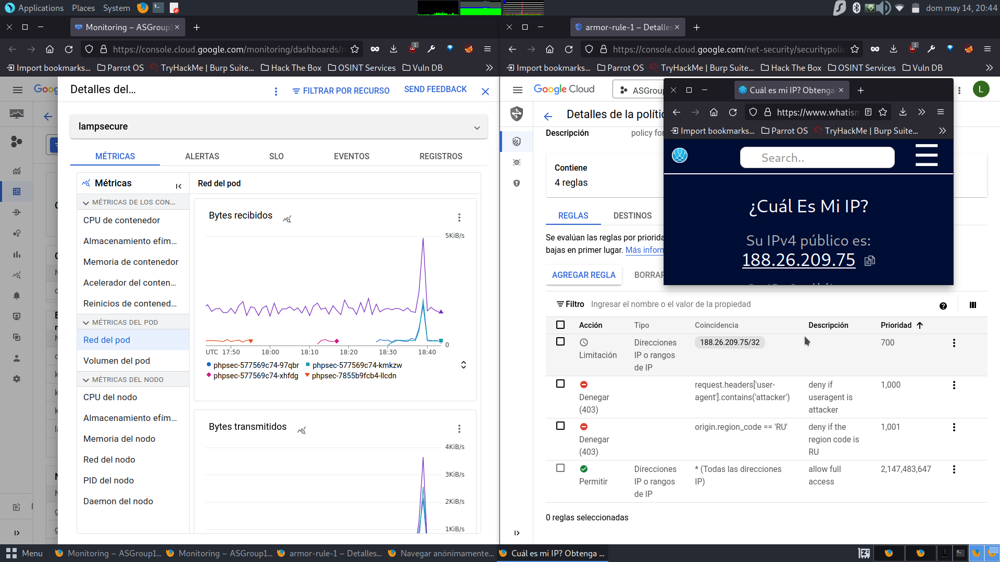 Applications Places System
dom may 14, 20:44
Monitoring – ASGroup1
https://console.cloud.google.com/monitoring/dashboards/r
1
Import bookmarks... Parrot OS TryHackMe | Burp Suite... Hack The Box OSINT Services Vuln DB
Goog
Detalles del...
FILTRAR POR RECURSO
SEND FEEDBACK
lampsecure
MÉTRICAS ALERTAS SLO EVENTOS REGISTROS
Métricas
MÉTRICAS DE LOS CON...
CPU de contenedor
Almacenamiento efím...
Memoria de contenedor
Acelerador del conten...
Reinicios de contened...
MÉTRICAS DEL POD
Red del pod
Volumen del pod
MÉTRICAS DEL NODO
CPU del nodo
Almacenamiento efím...
Memoria del nodo
Red del nodo
PID del nodo
Daemon del nodo
Red del pod
Bytes recibidos
5KiB/s
0
UTC 17:50 18:00 18:10 18:20 18:30 18:40
phpsec-577569c74-97qbr phpsec-577569c74-kmkzw
phpsec-577569c74-xhfdg phpsec-7855b9fcb4-llcdn
Bytes transmitidos
4KiB/s
3KiB/s
2KiB/s
1KiB/s
armor-rule-1 – Detalles
https://console.cloud.google.com/net-security/securitypolic
1
Import bookmarks... Parrot OS TryHackMe | Burp Suite... Hack The Box OSINT Services Vuln DB
Google Cloud
ASGroup
L
Detalles de la polític
Descripción policy for
Contiene
4 reglas
REGLAS DESTINOS
Se evalúan las reglas por priorida
bajas en primer lugar. Más inform
AGREGAR REGLA BORRAR
Filtro Ingresar el nombre o el valor de la propiedad
Acción Tipo Coincidencia Descripción Prioridad
Limitación
Direcciones
IP o rangos
de IP
188.26.209.75/32
700
Denegar
(403)
request.headers['user-
agent'].contains('attacker')
deny if
useragent is
attacker
1,000
Denegar
(403)
origin.region_code == 'RU'
deny if the
region code is
RU
1,001
Permitir
Direcciones
IP o rangos
de IP
* (Todas las direcciones
IP)
allow full
access
2,147,483,647
0 reglas seleccionadas
Cuál es mi IP? Obtenga
https://www.whatism
Import bookmarks... Parrot OS TryHackMe | Burp Suite...
Search..
¿Cuál Es Mi IP?
Su IPv4 público es:
188.26.209.75
Menu Monitoring – ASGroup1... Monitoring – ASGroup1... armor-rule-1 – Detalles... Navegar anónimamente... Cuál es mi IP? Obtenga ...